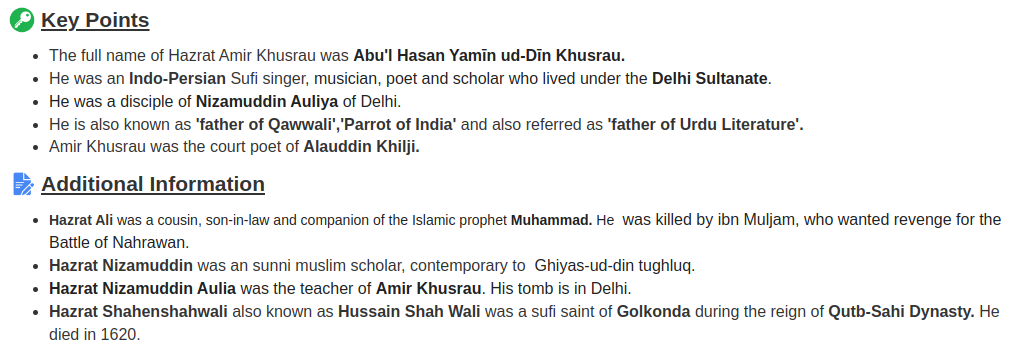 Key Points
The full name of Hazrat Amir Khusrau was Abu'l Hasan Yamīn ud-Dīn Khusrau.
He was an Indo-Persian Sufi singer, musician, poet and scholar who lived under the Delhi Sultanate.
He was a disciple of Nizamuddin Auliya of Delhi.
He is also known as 'father of Qawwali','Parrot of India' and also referred as 'father of Urdu Literature'.
Amir Khusrau was the court poet of Alauddin Khilji.
Additional Information
Hazrat Ali was a cousin, son-in-law and companion of the Islamic prophet Muhammad. He was killed by ibn Muljam, who wanted revenge for the
Battle of Nahrawan.
Hazrat Nizamuddin was an sunni muslim scholar, contemporary to Ghiyas-ud-din tughluq.
Hazrat Nizamuddin Aulia was the teacher of Amir Khusrau. His tomb is in Delhi.
Hazrat Shahenshahwali also known as Hussain Shah Wali was a sufi saint of Golkonda during the reign of Qutb-Sahi Dynasty. He
died in 1620.